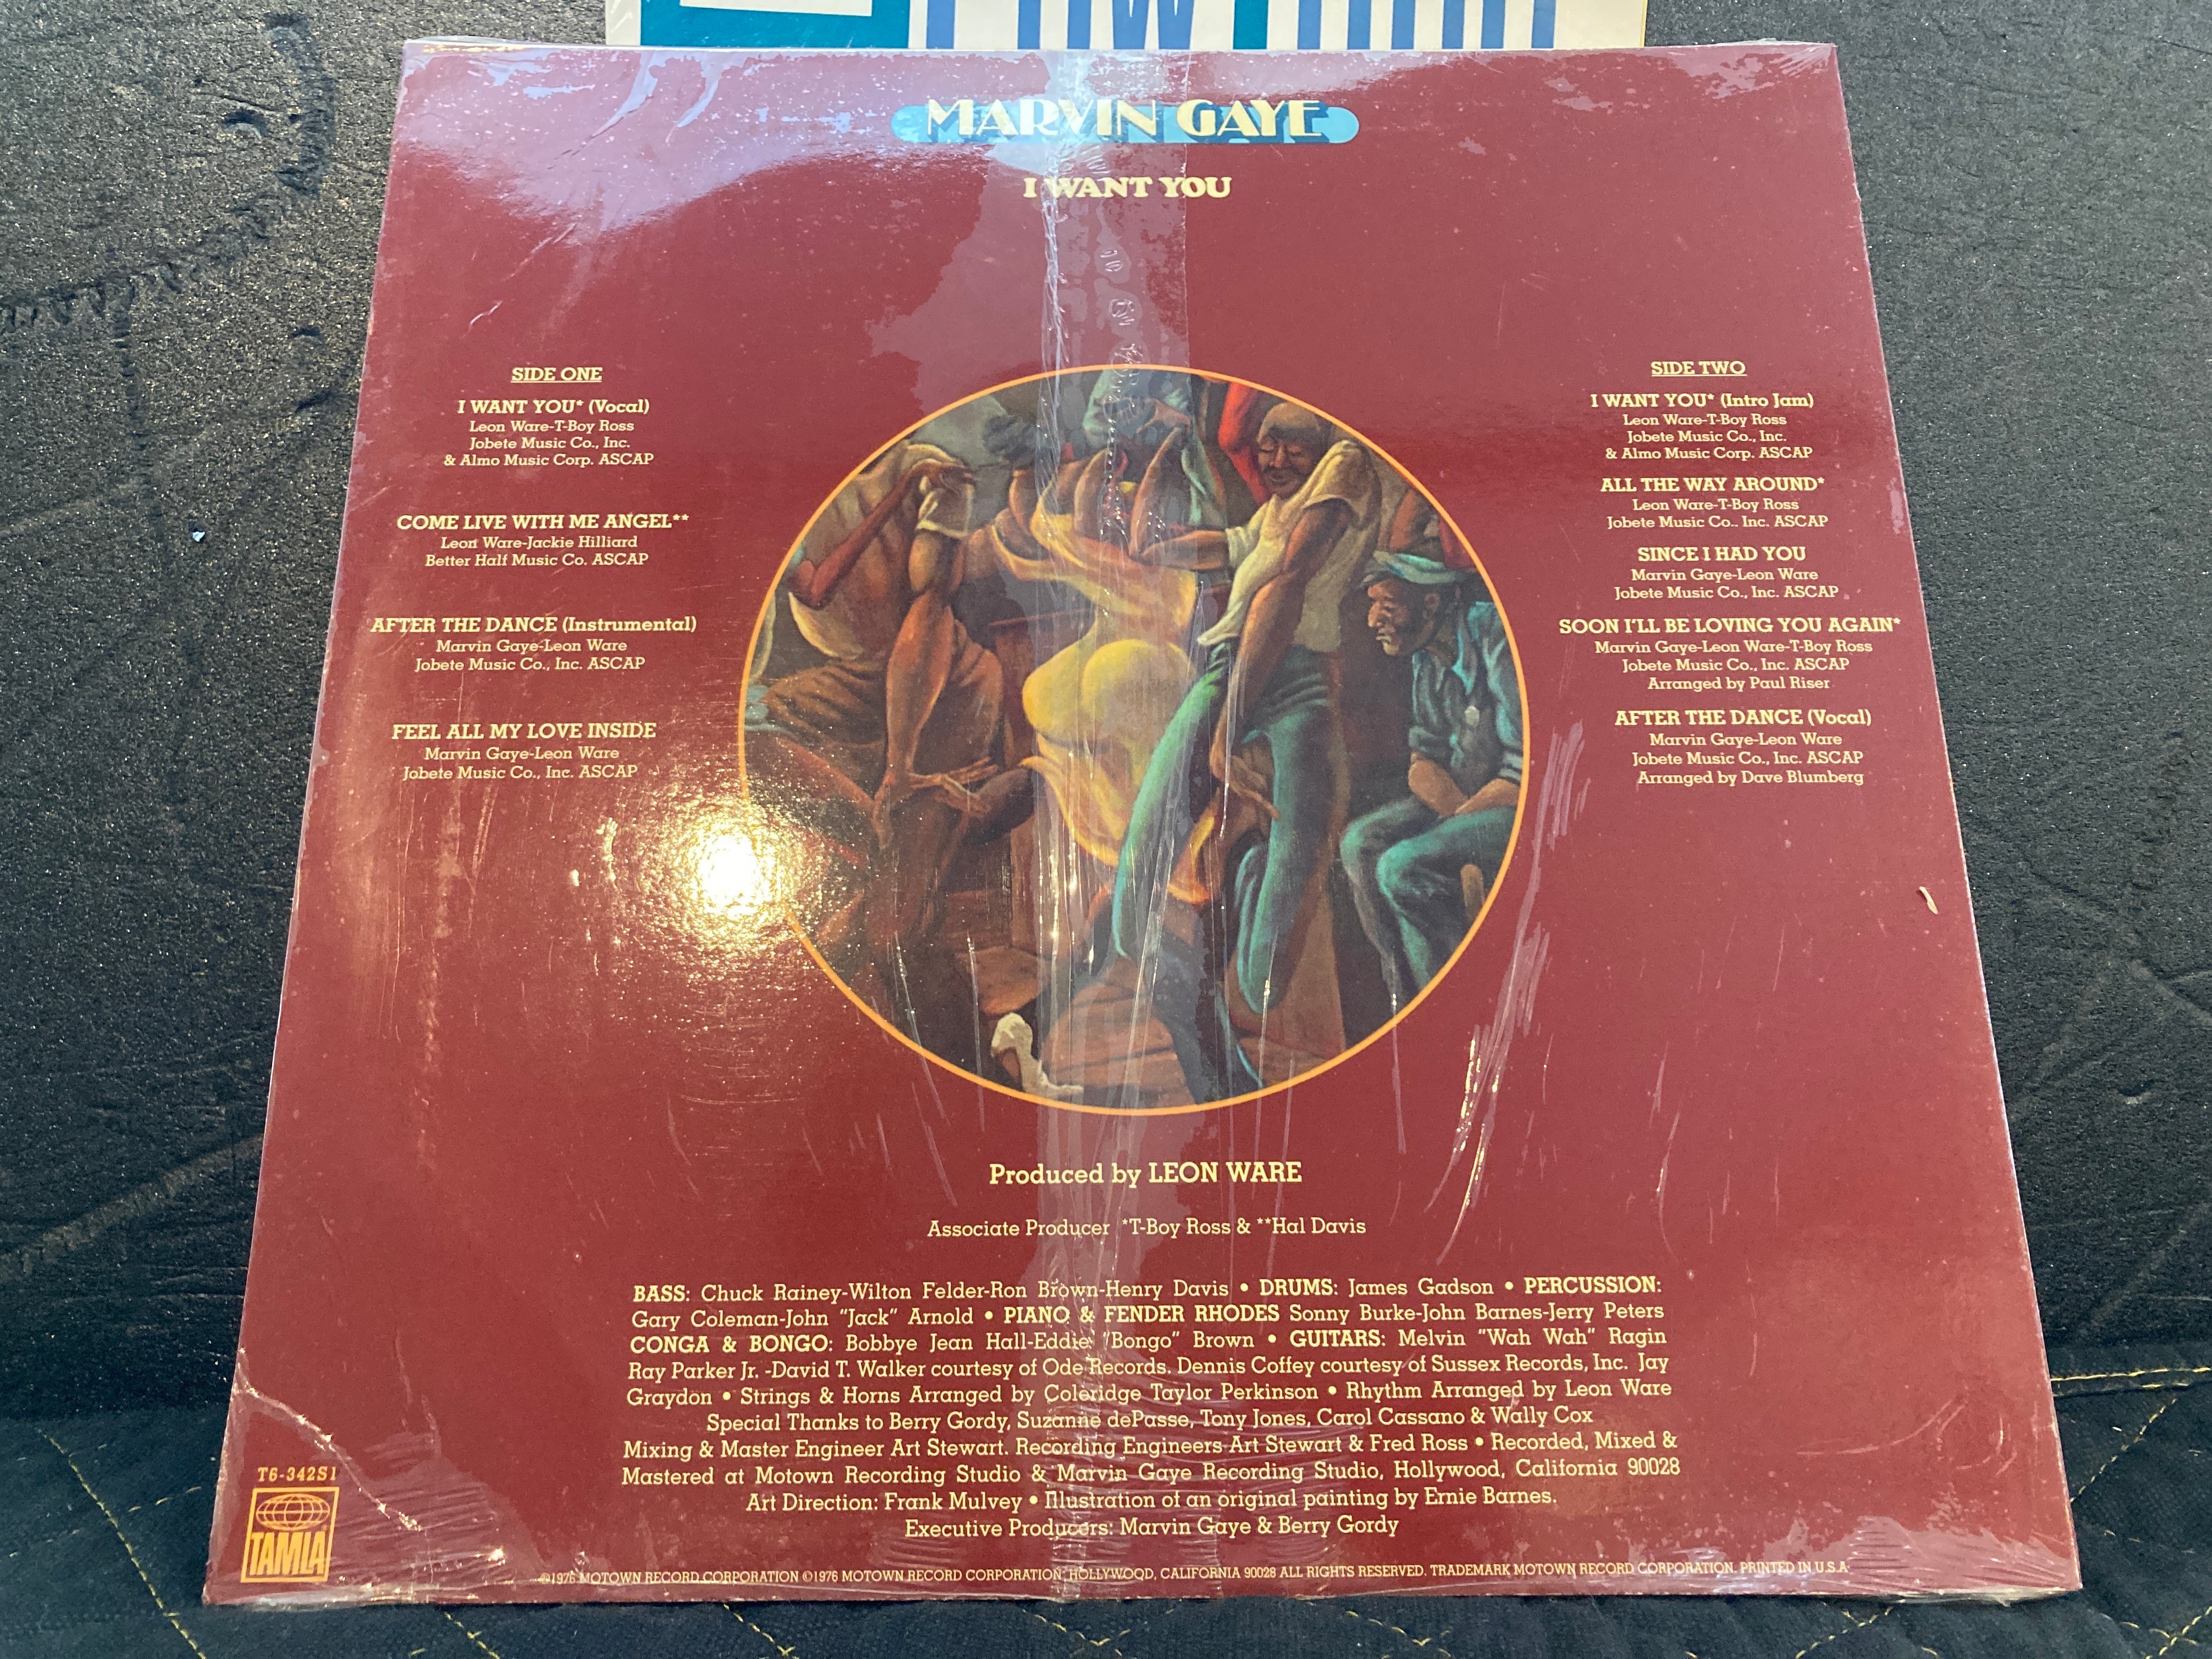 MARVIN GAYE
I WANT YOU
SIDE ONE
I WANT YOU* (Vocal)
Leon Ware-T-Boy Ross
Jobete Music Co., Inc.
& Almo Music Corp. ASCAP
COME LIVE WITH ME ANGEL**
Leon Ware-Jackie Hilliard
Better Half Music Co. ASCAP
AFTER THE DANCE (Instrumental)
Marvin Gaye-Leon Ware
Jobete Music Co., Inc. ASCAP
FEEL ALL MY LOVE INSIDE
Marvin Gaye-Leon Ware
Jobete Music Co., Inc. ASCAP
SIDE TWO
I WANT YOU* (Intro Jam)
Leon Ware-T-Boy Ross
Jobete Music Co., Inc.
& Almo Music Corp. ASCAP
ALL THE WAY AROUND*
Leon Ware-T-Boy Ross
Jobete Music Co.. Inc. ASCAP
SINCE I HAD YOU
Marvin Gaye-Leon Ware
Jobete Music Co., Inc. ASCAP
SOON I'LL BE LOVING YOU AGAIN*
Marvin Gaye-Leon Ware-T-Boy Ross
Jobete Music Co., Inc. ASCAP
Arranged by Paul Riser
AFTER THE DANCE (Vocal)
Marvin Gaye-Leon Ware
Jobete Music Co., Inc. ASCAP
Arranged by Dave Blumberg
Produced by LEON WARE
Associate Producer *T-Boy Ross & **Hal Davis
BASS: Chuck Rainey-Wilton Felder-Ron Brown-Henry Davis • DRUMS: James Gadson • PERCUSSION:
Gary Coleman-John "Jack" Arnold • PIANO & FENDER RHODES Sonny Burke-John Barnes-Jerry Peters
CONGA & BONGO: Bobbye Jean Hall-Eddie "Bongo" Brown • GUITARS: Melvin "Wah Wah" Ragin
Ray Parker Jr. -David T. Walker courtesy of Ode Records. Dennis Coffey courtesy of Sussex Records, Inc. Jay
Graydon • Strings & Horns Arranged by Coleridge Taylor Perkinson • Rhythm Arranged by Leon Ware
Special Thanks to Berry Gordy, Suzanne dePasse, Tony Jones, Carol Cassano & Wally Cox
Mixing & Master Engineer Art Stewart. Recording Engineers Art Stewart & Fred Ross • Recorded, Mixed &
Mastered at Motown Recording Studio & Marvin Gaye Recording Studio, Hollywood, California 90028
Art Direction: Frank Mulvey • Illustration of an original painting by Ernie Barnes.
Executive Producers: Marvin Gaye & Berry Gordy
T6-342S1
TAMLA
℗1976 MOTOWN RECORD CORPORATION ©1976 MOTOWN RECORD CORPORATION, HOLLYWOOD, CALIFORNIA 90028 ALL RIGHTS RESERVED. TRADEMARK MOTOWN RECORD CORPORATION. PRINTED IN U.S.A.